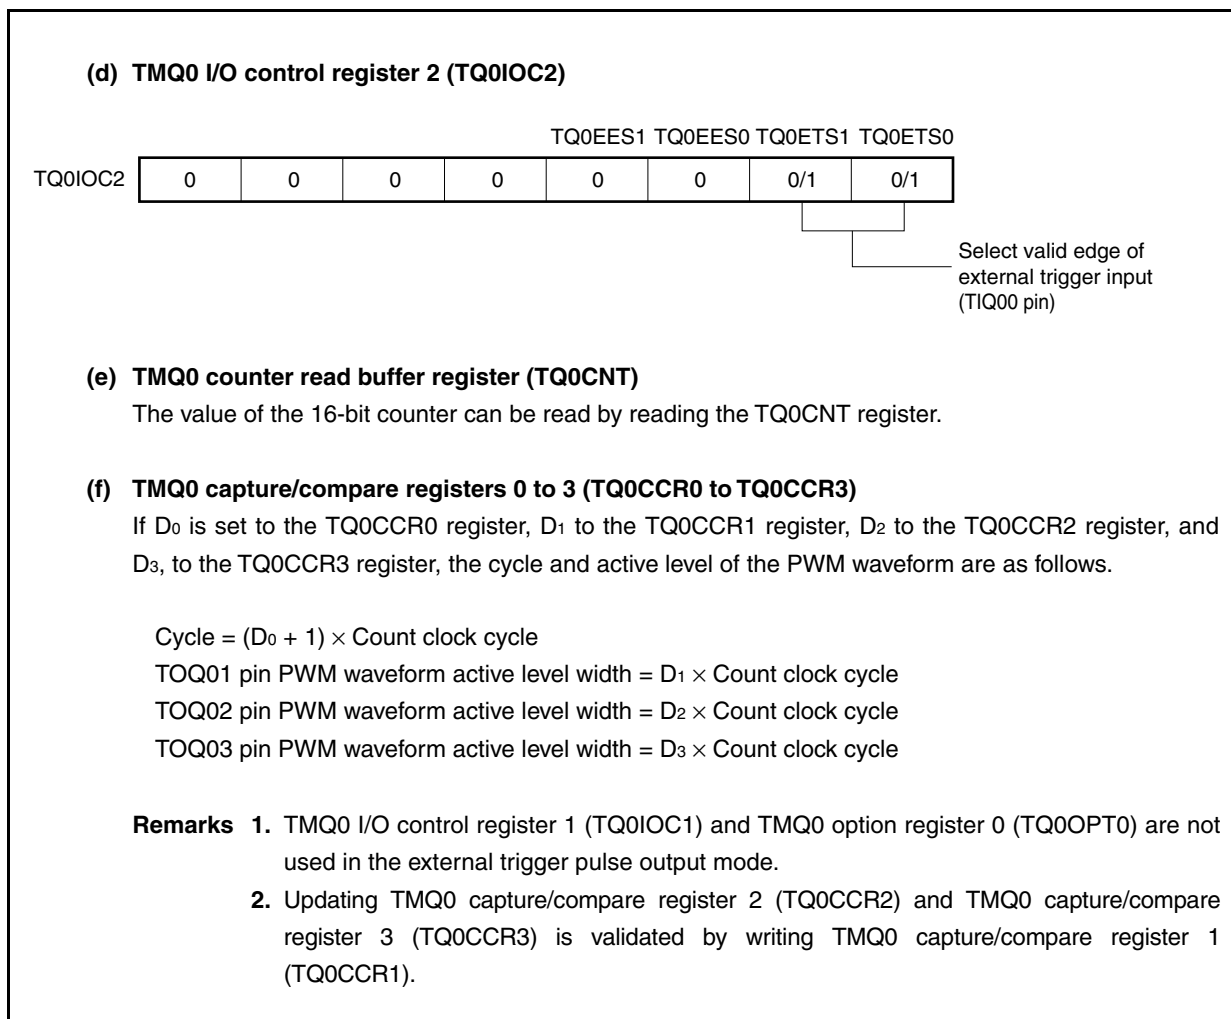 (d) TMQ0 I/O control register 2 (TQ0IOC2)
TQ0EES1 TQ0EES0 TQ0ETS1 TQ0ETS0
TQ0IOC2 0 0 0 0 0 0 0/1 0/1
Select valid edge of
external trigger input
(TIQ00 pin)
(e) TMQ0 counter read buffer register (TQ0CNT)
The value of the 16-bit counter can be read by reading the TQ0CNT register.
(f) TMQ0 capture/compare registers 0 to 3 (TQ0CCR0 to TQ0CCR3)
If D0 is set to the TQ0CCR0 register, D1 to the TQ0CCR1 register, D2 to the TQ0CCR2 register, and
D3, to the TQ0CCR3 register, the cycle and active level of the PWM waveform are as follows.
Cycle = (D0 + 1) × Count clock cycle
TOQ01 pin PWM waveform active level width = D1 × Count clock cycle
TOQ02 pin PWM waveform active level width = D2 × Count clock cycle
TOQ03 pin PWM waveform active level width = D3 × Count clock cycle
Remarks 1. TMQ0 I/O control register 1 (TQ0IOC1) and TMQ0 option register 0 (TQ0OPT0) are not
used in the external trigger pulse output mode.
2. Updating TMQ0 capture/compare register 2 (TQ0CCR2) and TMQ0 capture/compare
register 3 (TQ0CCR3) is validated by writing TMQ0 capture/compare register 1
(TQ0CCR1).